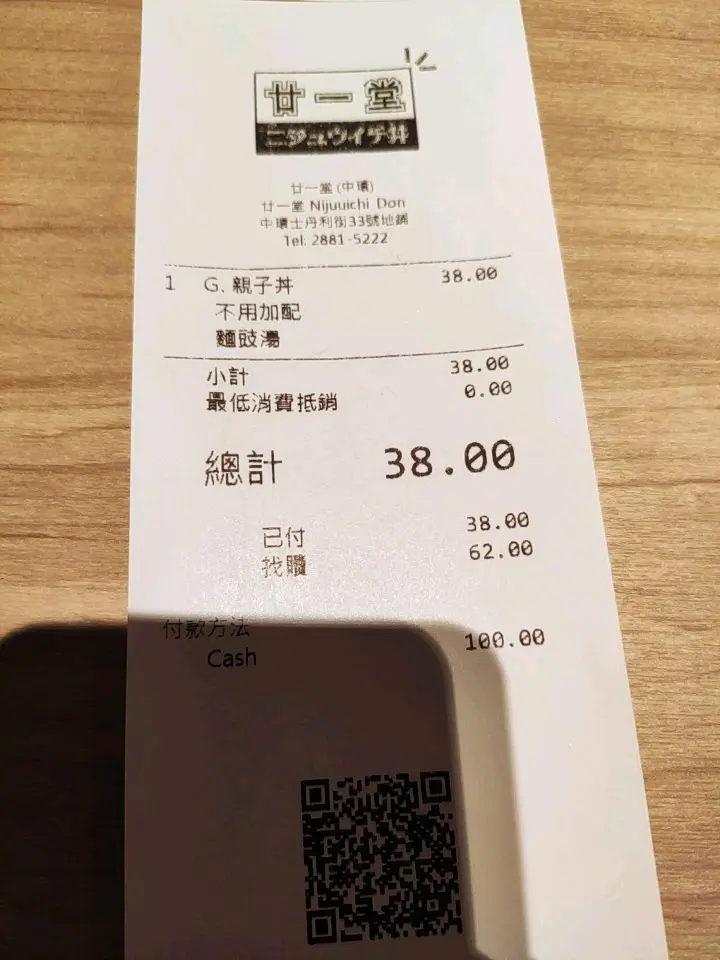 廿一堂
ニジュウイチ丼
廿一堂 (中環)
廿一堂 Nijuuichi Don
中環士丹利街33號地舖
Tel: 2881-5222
1 G. 親子丼 38.00
不用加配
麵豉湯
小計 38.00
最低消費抵銷 0.00
總計 38.00
已付 38.00
找贖 62.00
付款方法
Cash 100.00